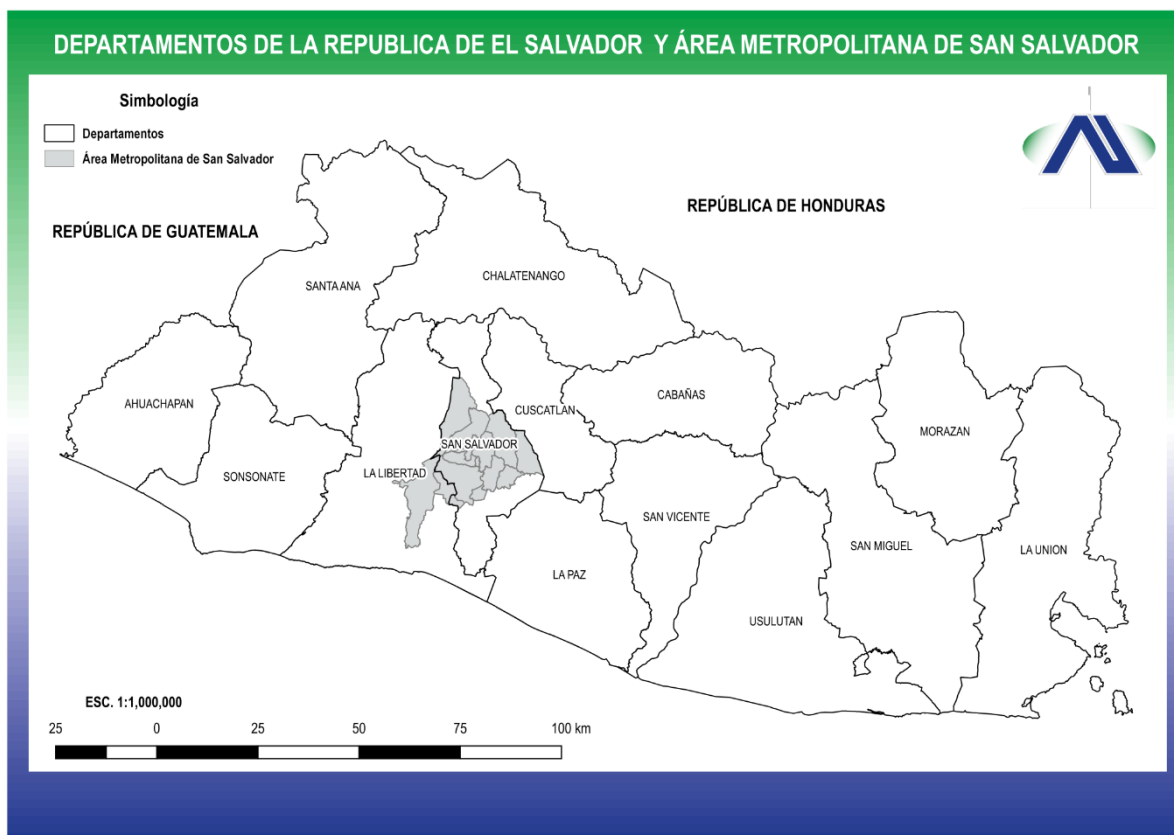 DEPARTAMENTOS DE LA REPUBLICA DE EL SALVADOR Y ÁREA METROPOLITANA DE SAN SALVADOR
Simbología
Departamentos
Área Metropolitana de San Salvador
REPÚBLICA DE GUATEMALA
REPÚBLICA DE HONDURAS
SANTA ANA
CHALATENANGO
AHUACHAPAN
SONSONATE
LA LIBERTAD
SAN SALVADOR
CUSCATLAN
CABAÑAS
MORAZAN
SAN VICENTE
SAN MIGUEL
LA UNION
LA PAZ
USULUTAN
ESC. 1:1,000,000
25 0 25 50 75 100 km